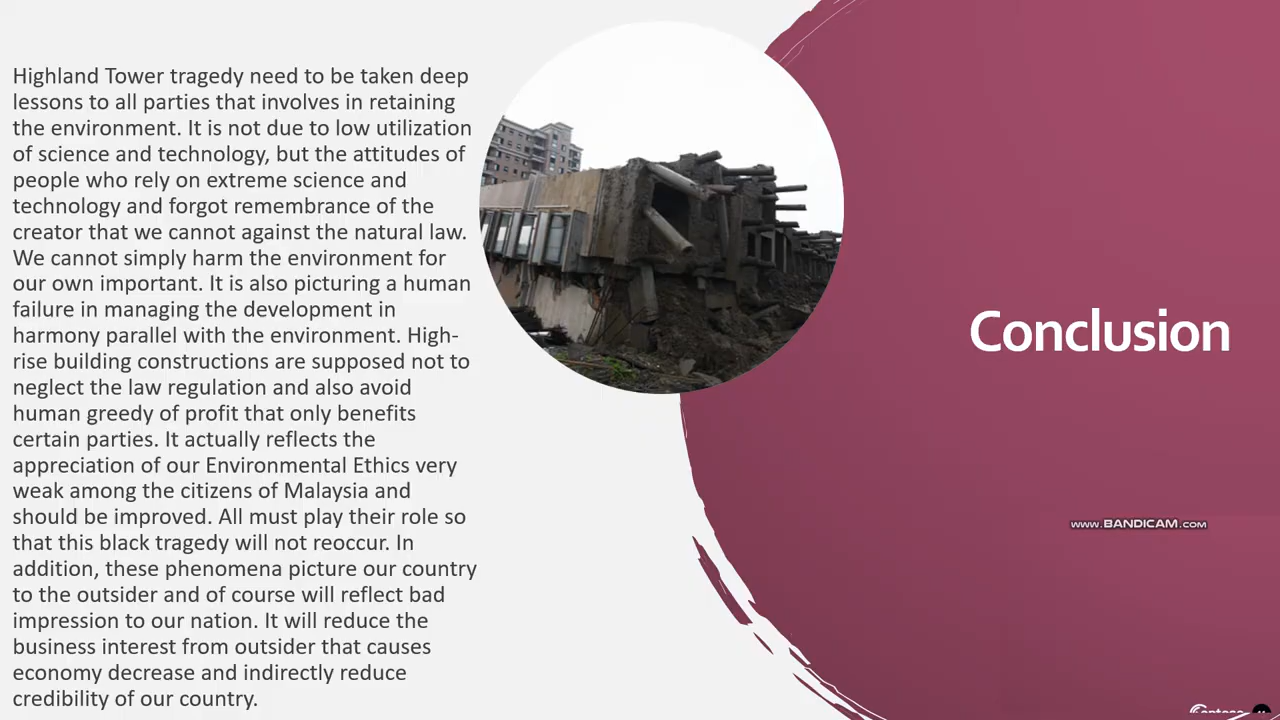 Highland Tower tragedy need to be taken deep
lessons to all parties that involves in retaining
the environment. It is not due to low utilization
of science and technology, but the attitudes of
people who rely on extreme science and
technology and forgot remembrance of the
creator that we cannot against the natural law.
We cannot simply harm the environment for
our own important. It is also picturing a human
failure in managing the development in
harmony parallel with the environment. High-
rise building constructions are supposed not to
neglect the law regulation and also avoid
human greedy of profit that only benefits
certain parties. It actually reflects the
appreciation of our Environmental Ethics very
weak among the citizens of Malaysia and
should be improved. All must play their role so
that this black tragedy will not reoccur. In
addition, these phenomena picture our country
to the outsider and of course will reflect bad
impression to our nation. It will reduce the
business interest from outsider that causes
economy decrease and indirectly reduce
credibility of our country.
Conclusion
www.BANDICAM.com